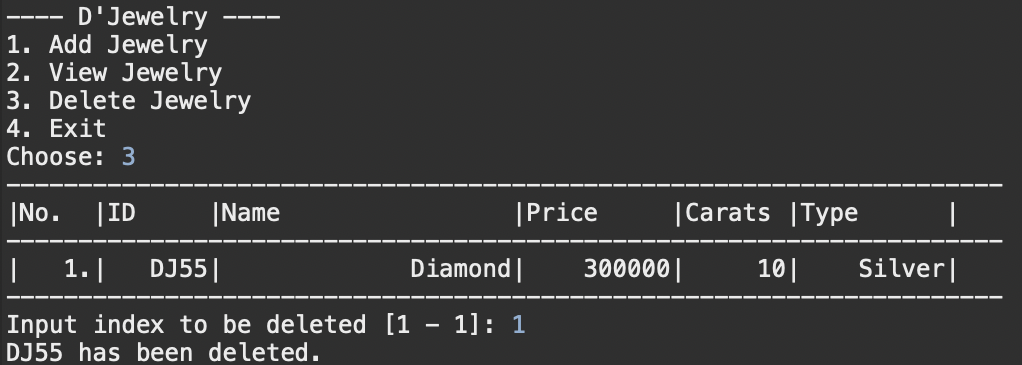 ---- D'Jewelry ----
1. Add Jewelry
2. View Jewelry
3. Delete Jewelry
4. Exit
Choose: 3
---------------------------------------------------------------------
|No.  |ID     |Name                |Price     |Carats |Type      |
---------------------------------------------------------------------
|   1.|   DJ55|             Diamond|    300000|     10|    Silver|
---------------------------------------------------------------------
Input index to be deleted [1 - 1]: 1
DJ55 has been deleted.